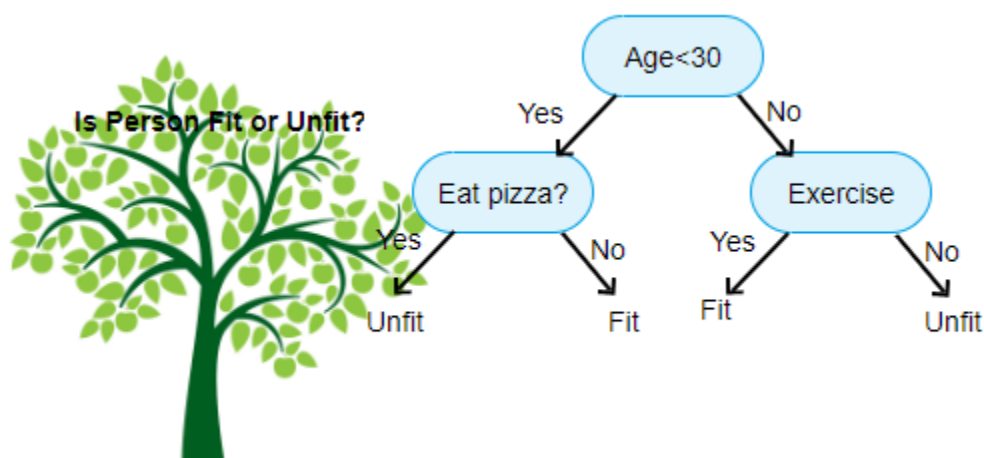 Age<30
Is Person Fit or Unfit?
Yes
No
Eat pizza?
Exercise
Yes
No
Yes
No
Unfit
Fit
Fit
Unfit